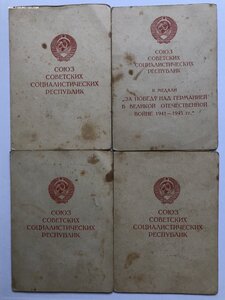 СОЮЗ
СОВЕТСКИХ
СОЦИАЛИСТИЧЕСКИХ
РЕСПУБЛИК
СОЮЗ СОВЕТСКИХ
СОЦИАЛИСТИЧЕСКИХ РЕСПУБЛИК
К МЕДАЛИ
"ЗА ПОБЕДУ НАД ГЕРМАНИЕЙ
В ВЕЛИКОЙ ОТЕЧЕСТВЕННОЙ
ВОЙНЕ 1941—1945 гг."
СОЮЗ
СОВЕТСКИХ
СОЦИАЛИСТИЧЕСКИХ
РЕСПУБЛИК
СОЮЗ
СОВЕТСКИХ
СОЦИАЛИСТИЧЕСКИХ
РЕСПУБЛИК